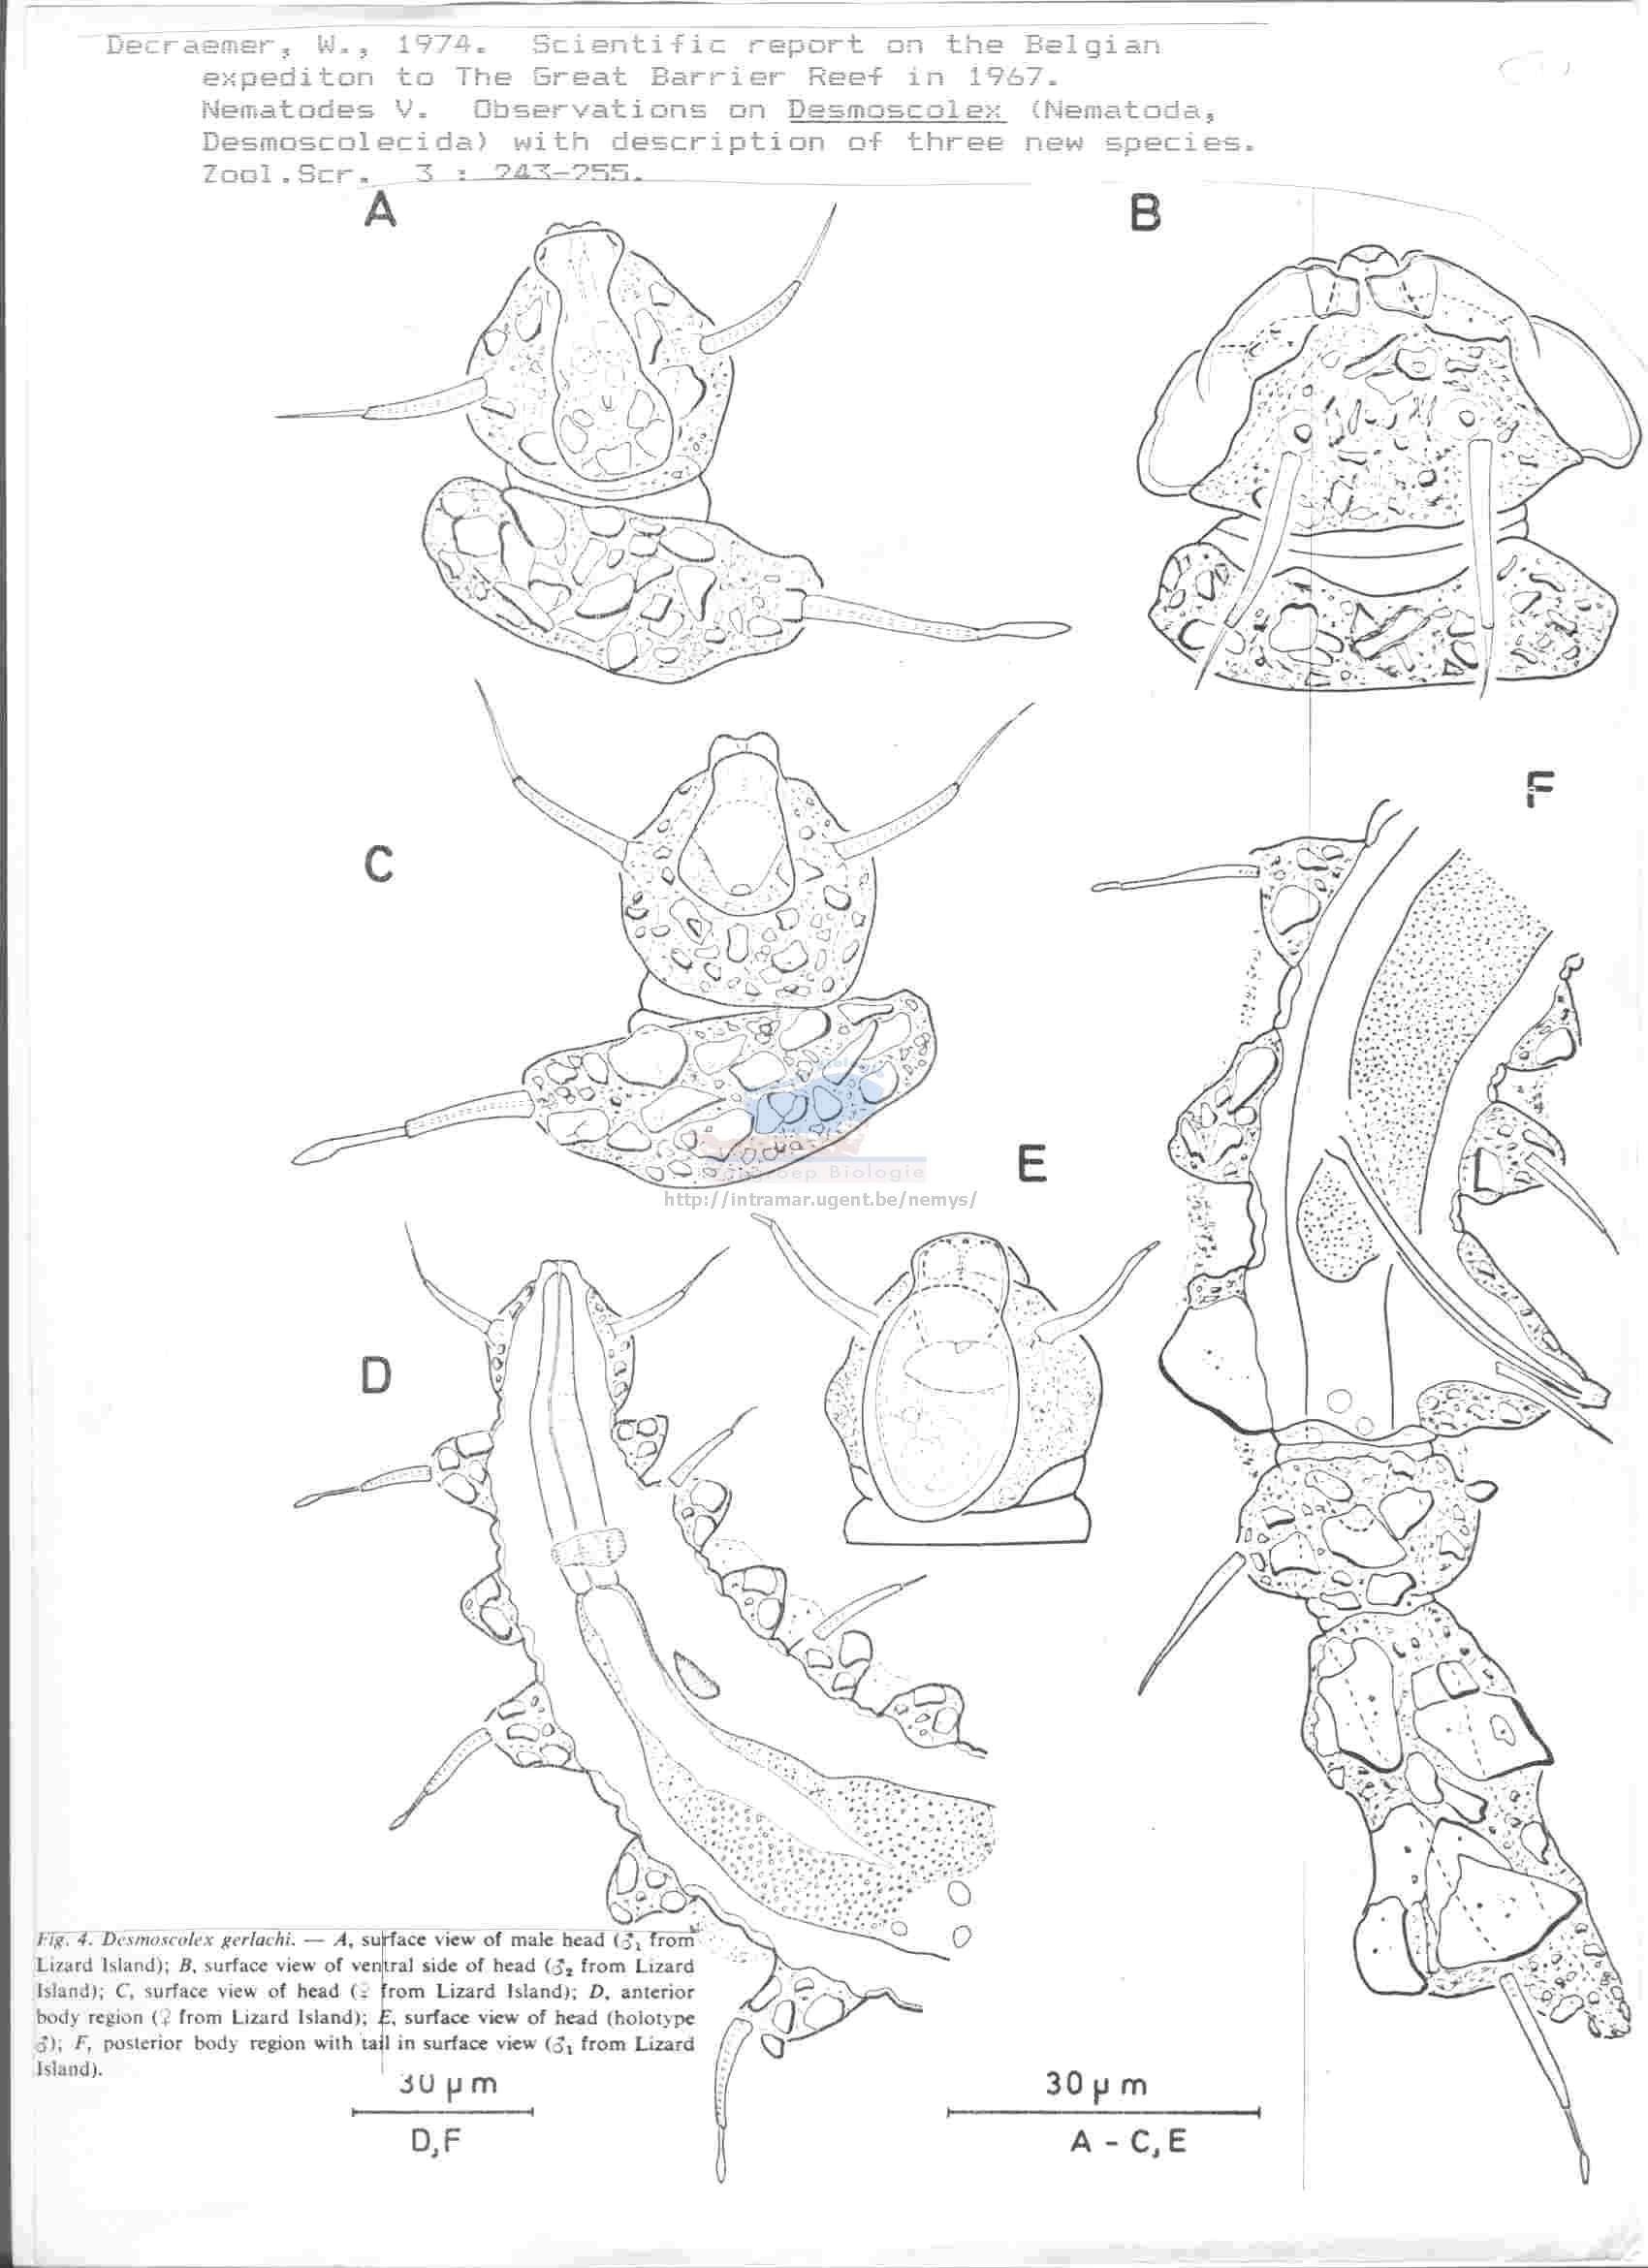 Decraemer, W., 1974. Scientific report on the Belgian
expediton to The Great Barrier Reef in 1967.
Nematodes V. Observations on Desmoscolex (Nematoda,
Desmoscolecida) with description of three new species.
Zool.Scr. 3 : 243-255.
A
B
C
F
E
Biologie
http://intramar.ugent.be/nemys/
D
Fig. 4. Desmoscolex gerlachi. — A, surface view of male head (♂1 from
Lizard Island); B, surface view of ventral side of head (♂2 from Lizard
Island); C, surface view of head (♀ from Lizard Island); D, anterior
body region (♀ from Lizard Island); E, surface view of head (holotype
♂); F, posterior body region with tail in surface view (♂1 from Lizard
Island).
30 µm
D,F
30 µm
A - C,E